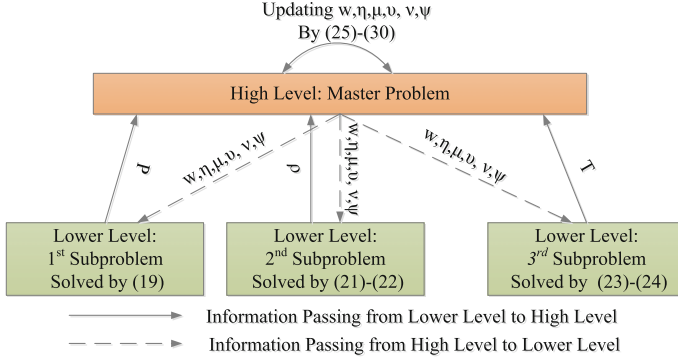 Updating w,η,μ,υ, ν,ψ
By (25)-(30)
High Level: Master Problem
P
w,η,μ,υ, ν,ψ
ρ
w,η,μ,υ, ν,ψ
w,η,μ,υ, ν,ψ
T
Lower Level:
1st Subproblem
Solved by (19)
Lower Level:
2nd Subproblem
Solved by (21)-(22)
Lower Level:
3rd Subproblem
Solved by (23)-(24)
Information Passing from Lower Level to High Level
Information Passing from High Level to Lower Level